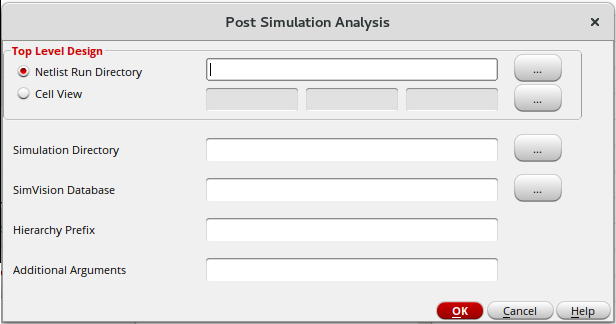 Post Simulation Analysis
Top Level Design
Netlist Run Directory
...
Cell View
...
Simulation Directory
...
SimVision Database
...
Hierarchy Prefix
Additional Arguments
OK Cancel Help